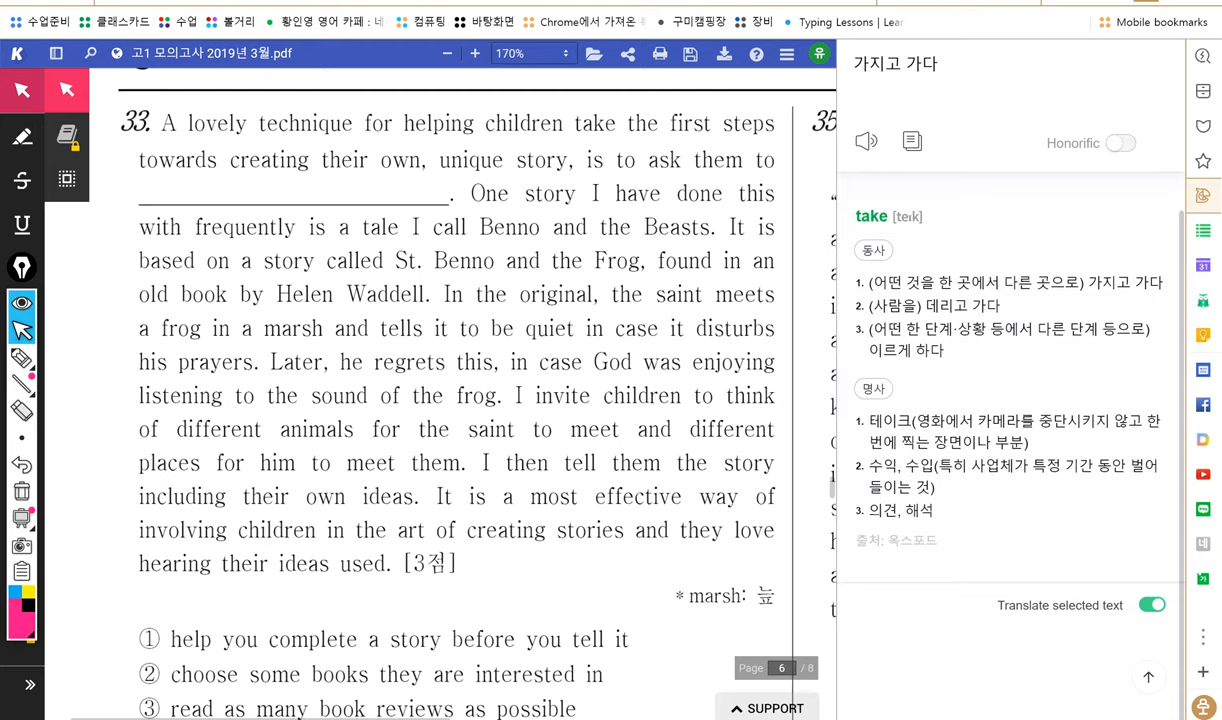 수업준비 클래스카드 수업 볼거리 황인영 영어 카페 : 네 컴퓨팅 바탕화면 Chrome에서 가져온 구미캠핑장 장비 Typing Lessons | Lear Mobile bookmarks
고1 모의고사 2019년 3월.pdf
170%
유
33. A lovely technique for helping children take the first steps
towards creating their own, unique story, is to ask them to
____________________. One story I have done this
with frequently is a tale I call Benno and the Beasts. It is
based on a story called St. Benno and the Frog, found in an
old book by Helen Waddell. In the original, the saint meets
a frog in a marsh and tells it to be quiet in case it disturbs
his prayers. Later, he regrets this, in case God was enjoying
listening to the sound of the frog. I invite children to think
of different animals for the saint to meet and different
places for him to meet them. I then tell them the story
including their own ideas. It is a most effective way of
involving children in the art of creating stories and they love
hearing their ideas used. [3점]
* marsh: 늪
① help you complete a story before you tell it
② choose some books they are interested in
③ read as many book reviews as possible
Page 6 / 8
SUPPORT
35
가지고 가다
Honorific
take [teɪk]
동사
1. (어떤 것을 한 곳에서 다른 곳으로) 가지고 가다
2. (사람을) 데리고 가다
3. (어떤 한 단계·상황 등에서 다른 단계 등으로)
이르게 하다
명사
1. 테이크(영화에서 카메라를 중단시키지 않고 한
번에 찍는 장면이나 부분)
2. 수익, 수입(특히 사업체가 특정 기간 동안 벌어
들이는 것)
3. 의견, 해석
출처: 옥스포드
Translate selected text